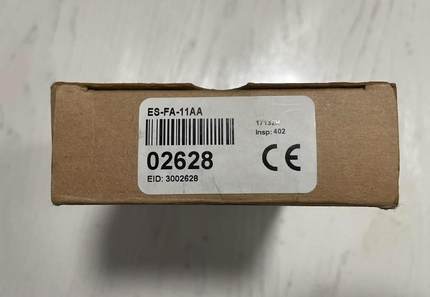 ES-FA-11AA
Insp: 402
02628
CE
EID: 3002628